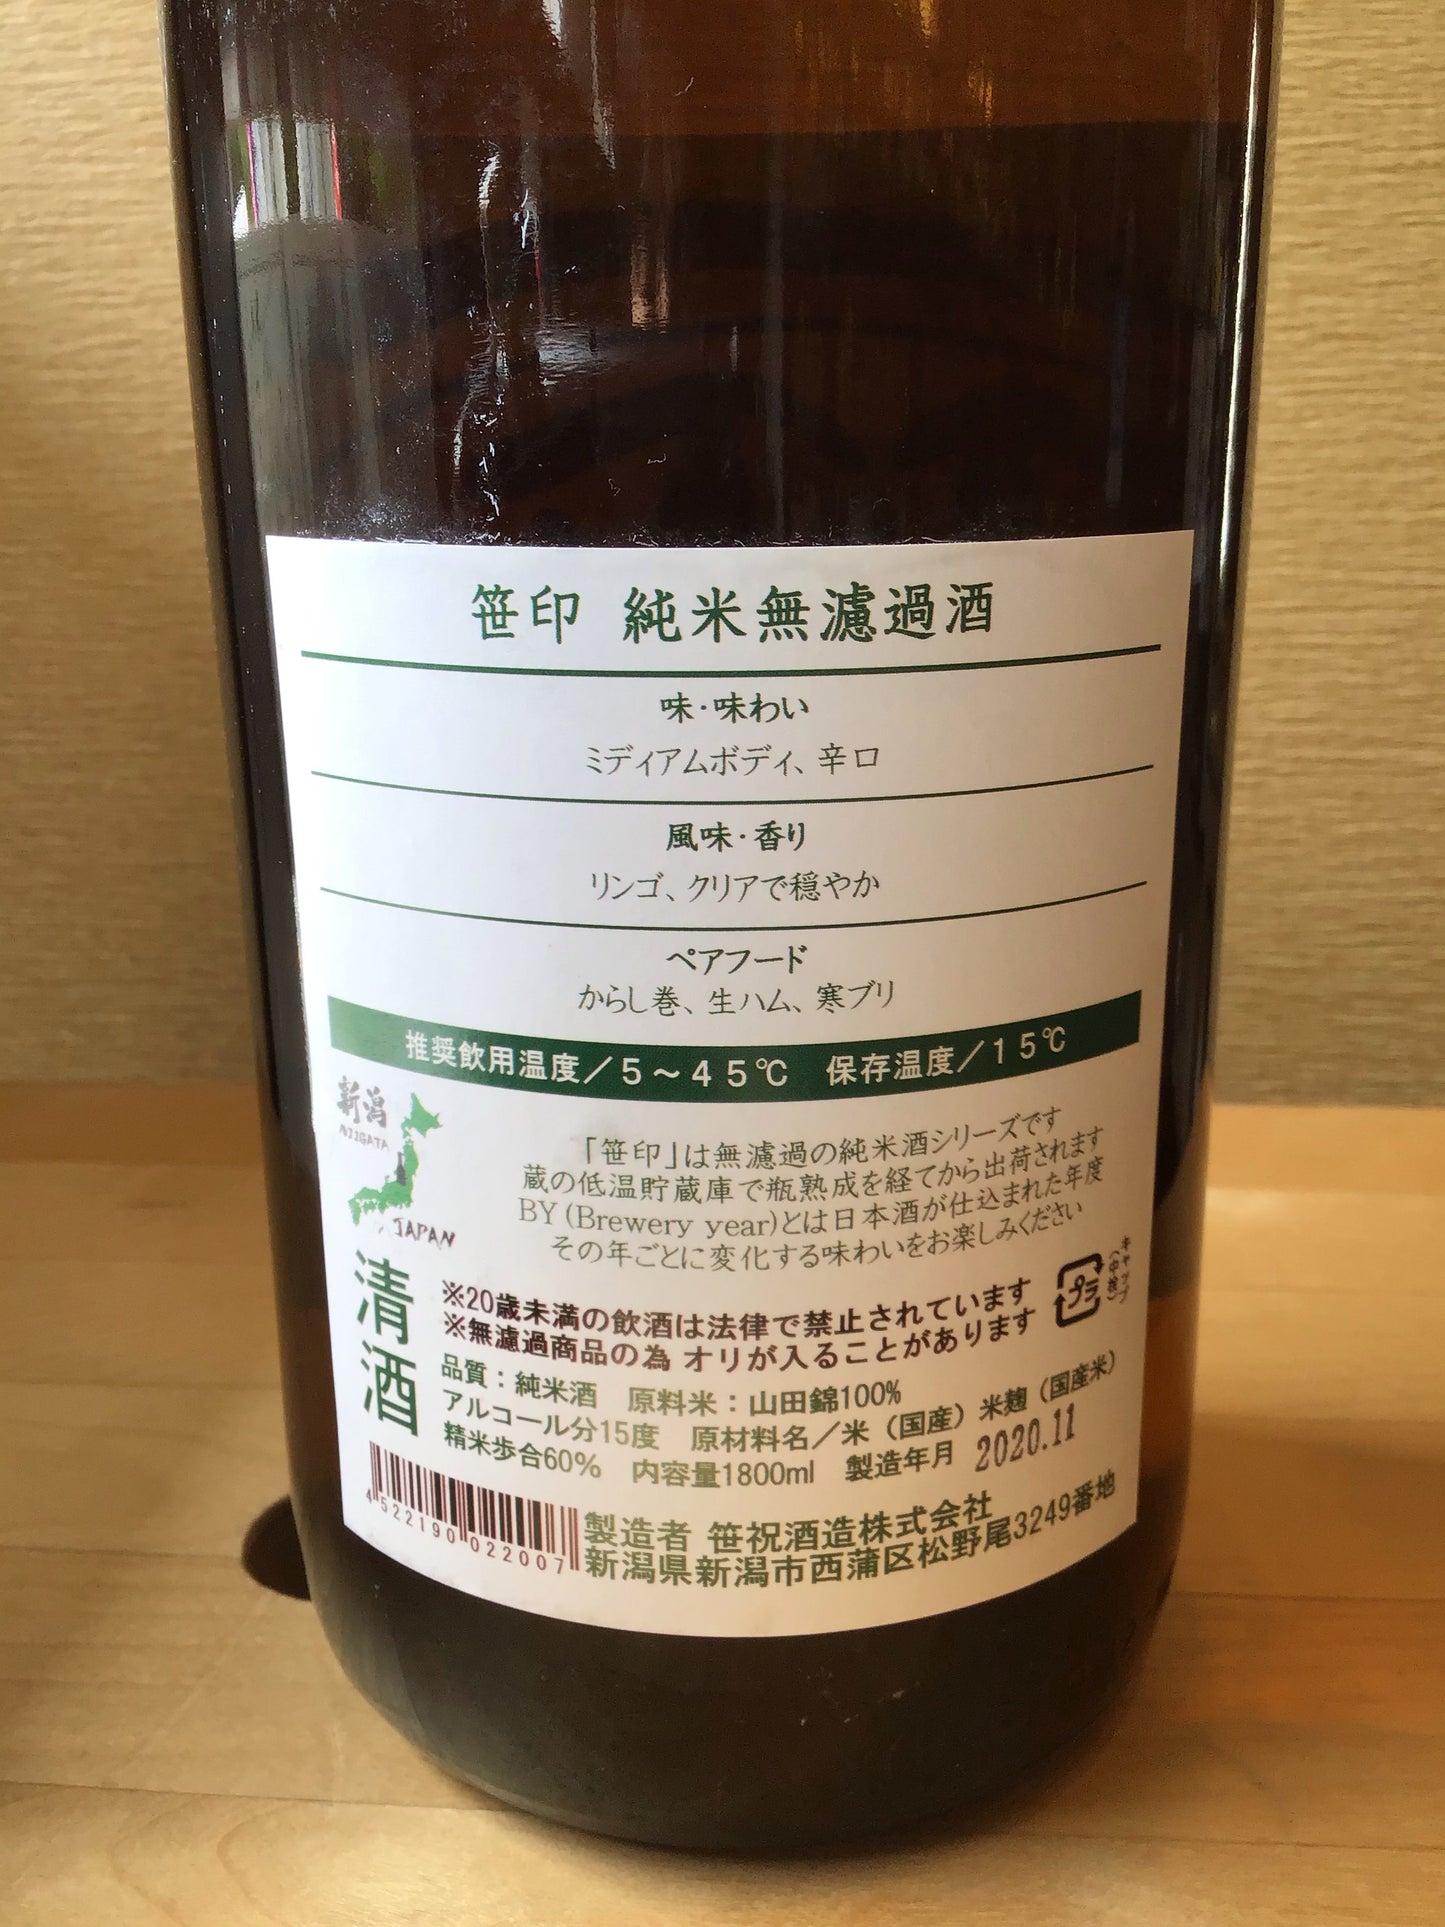 笹印 純米無濾過酒
味・味わい
ミディアムボディ、辛口
風味・香り
リンゴ、クリアで穏やか
ペアフード
からし巻、生ハム、寒ブリ
推奨飲用温度/5～45℃ 保存温度/15℃
新潟
NIIGATA
JAPAN
「笹印」は無濾過の純米酒シリーズです
蔵の低温貯蔵庫で瓶熟成を経てから出荷されます
BY (Brewery year)とは日本酒が仕込まれた年度
その年ごとに変化する味わいをお楽しみください
清酒
※20歳未満の飲酒は法律で禁止されています
※無濾過商品の為 オリが入ることがあります
プラ
キャップ
(中栓)
品質：純米酒 原料米：山田錦100%
アルコール分15度 原材料名/米（国産）米麹（国産米）
精米歩合60% 内容量1800ml 製造年月 2020.11
4522190022007
製造者 笹祝酒造株式会社
新潟県新潟市西蒲区松野尾3249番地